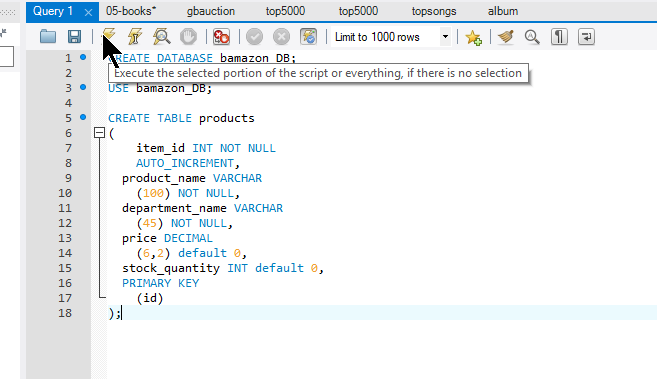 Query 1 05-books* gbauction top5000 top5000 topsongs album
Limit to 1000 rows
1 CREATE DATABASE bamazon_DB;
2
Execute the selected portion of the script or everything, if there is no selection
3 USE bamazon_DB;
4
5 CREATE TABLE products
6 (
7 item_id INT NOT NULL
8 AUTO_INCREMENT,
9 product_name VARCHAR
10 (100) NOT NULL,
11 department_name VARCHAR
12 (45) NOT NULL,
13 price DECIMAL
14 (6,2) default 0,
15 stock_quantity INT default 0,
16 PRIMARY KEY
17 (id)
18 );